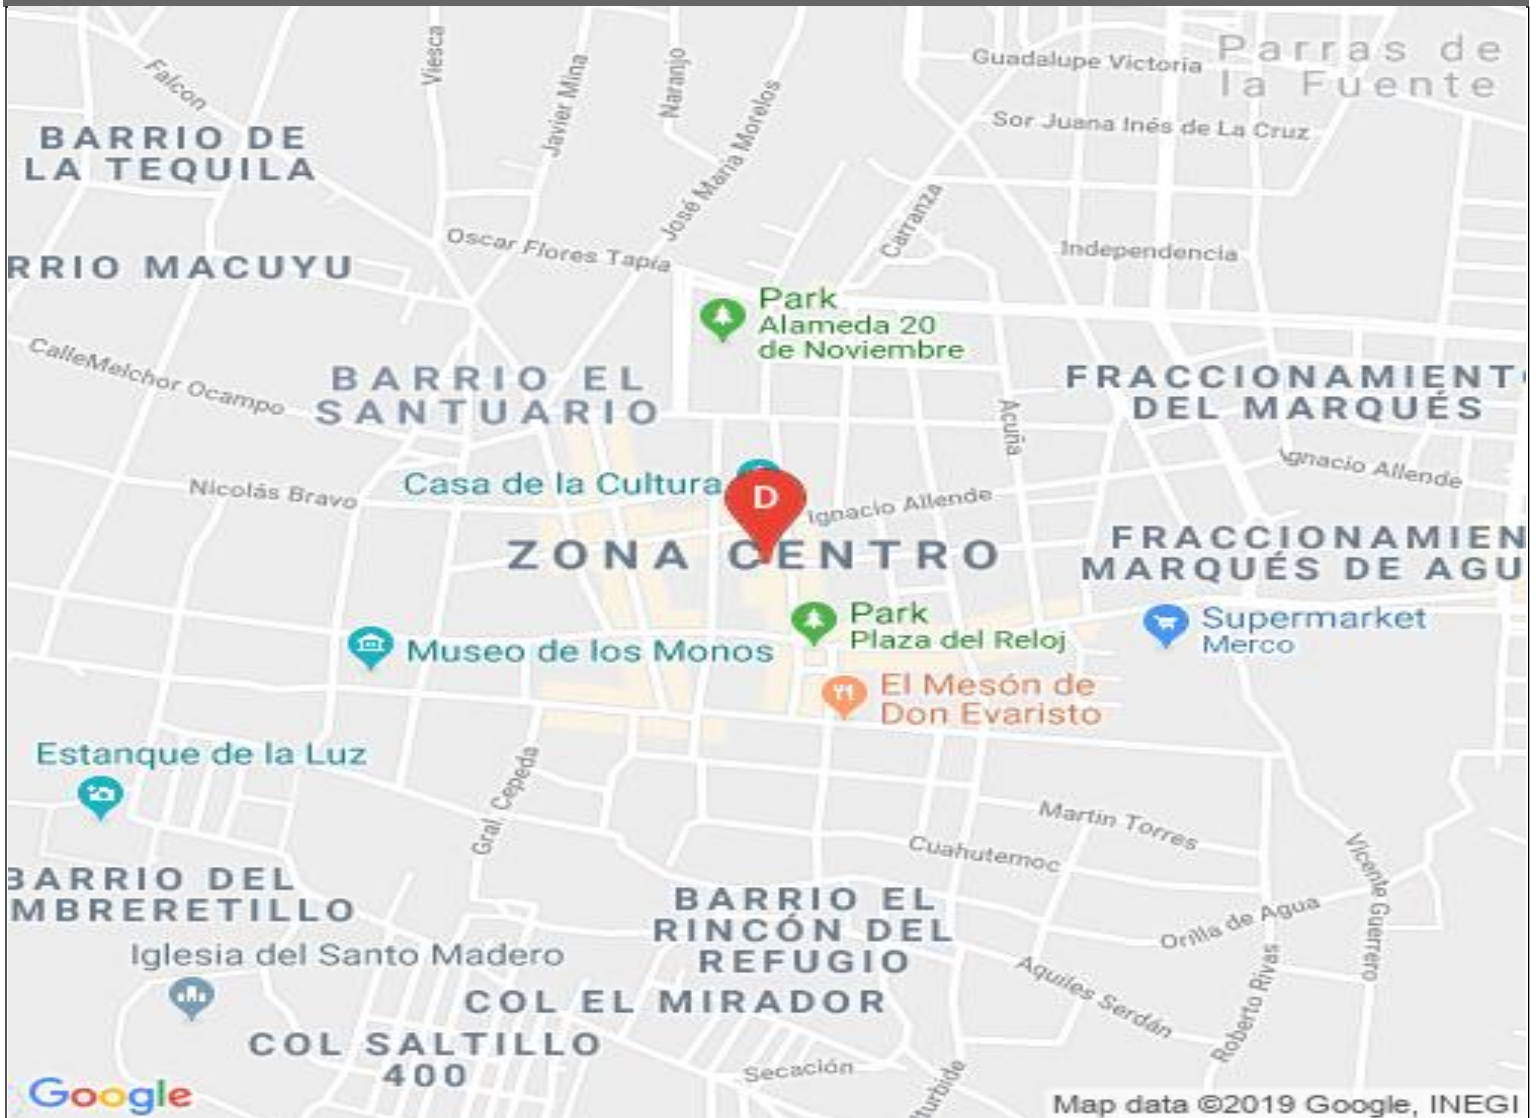 Parras de
la Fuente
Guadalupe Victoria
Sor Juana Inés de La Cruz
Falcon
Viesca
Javier Mina
Naranjo
José María Morelos
BARRIO DE
LA TEQUILA
Carranza
Oscar Flores Tapia
Independencia
RRIO MACUYU
Park
Alameda 20
de Noviembre
CalleMelchor Ocampo
BARRIO EL
SANTUARIO
FRACCIONAMIENT
DEL MARQUÉS
Acuña
Ignacio Allende
Casa de la Cultura
D
Nicolás Bravo
Ignacio Allende
ZONA CENTRO
FRACCIONAMIEN
MARQUÉS DE AGU
Park
Plaza del Reloj
Supermarket
Merco
Museo de los Monos
El Mesón de
Don Evaristo
Estanque de la Luz
Gral. Cepeda
Martin Torres
Cuahutemoc
Vicente Guerrero
BARRIO DEL
MBRERETILLO
BARRIO EL
RINCÓN DEL
REFUGIO
Orilla de Agua
Iglesia del Santo Madero
Aquiles Serdán
Roberto Rivas
COL EL MIRADOR
COL SALTILLO
400
Secación
turbide
Google
Map data ©2019 Google, INEGI